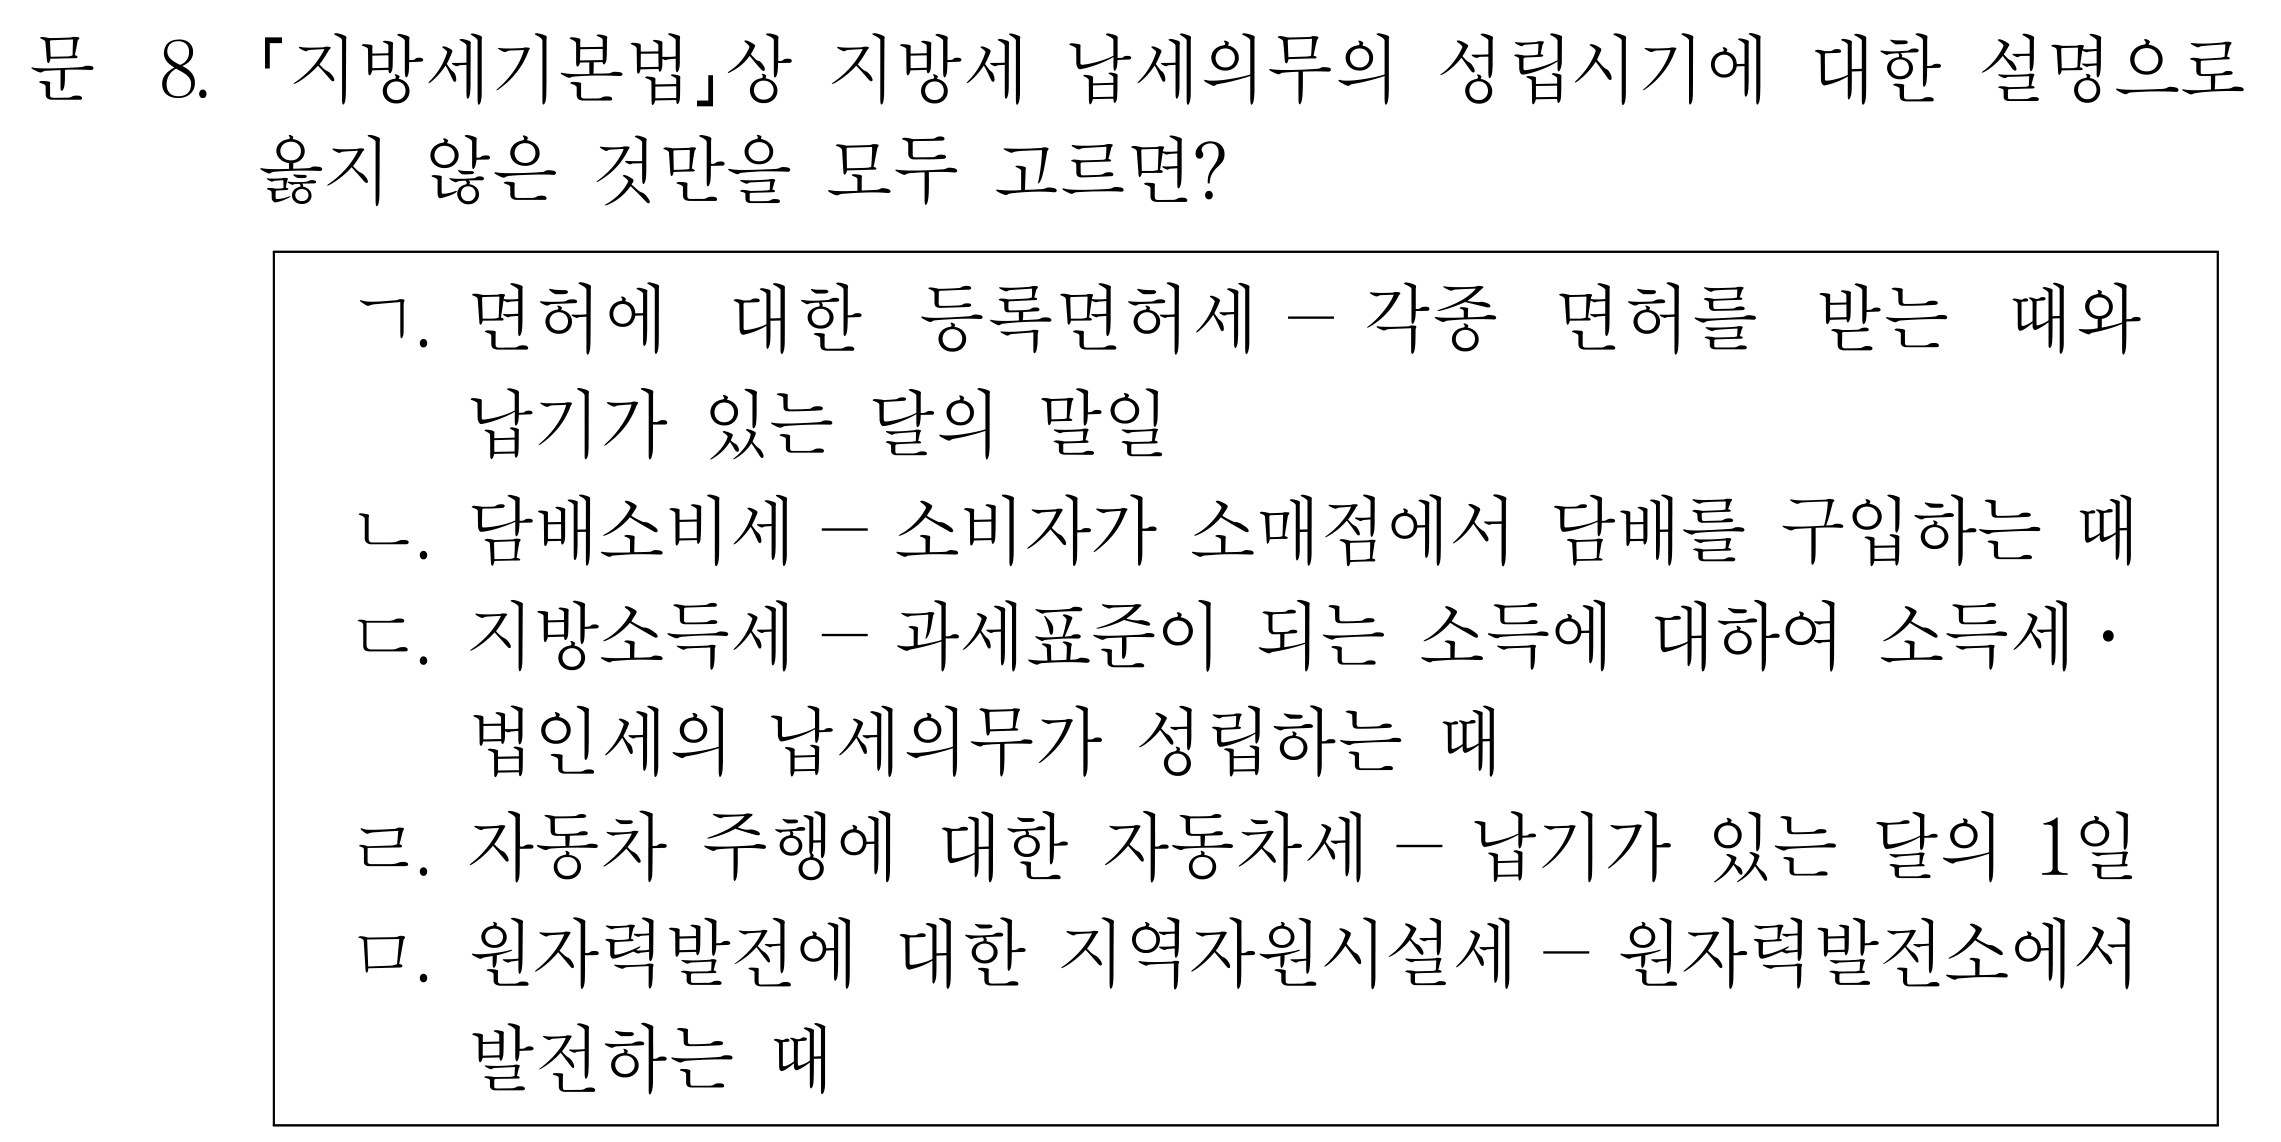 문 8. 「지방세기본법」상 지방세 납세의무의 성립시기에 대한 설명으로
옳지 않은 것만을 모두 고르면?
ㄱ. 면허에 대한 등록면허세 - 각종 면허를 받는 때와
납기가 있는 달의 말일
ㄴ. 담배소비세 - 소비자가 소매점에서 담배를 구입하는 때
ㄷ. 지방소득세 - 과세표준이 되는 소득에 대하여 소득세·
법인세의 납세의무가 성립하는 때
ㄹ. 자동차 주행에 대한 자동차세 - 납기가 있는 달의 1일
ㅁ. 원자력발전에 대한 지역자원시설세 - 원자력발전소에서
발전하는 때